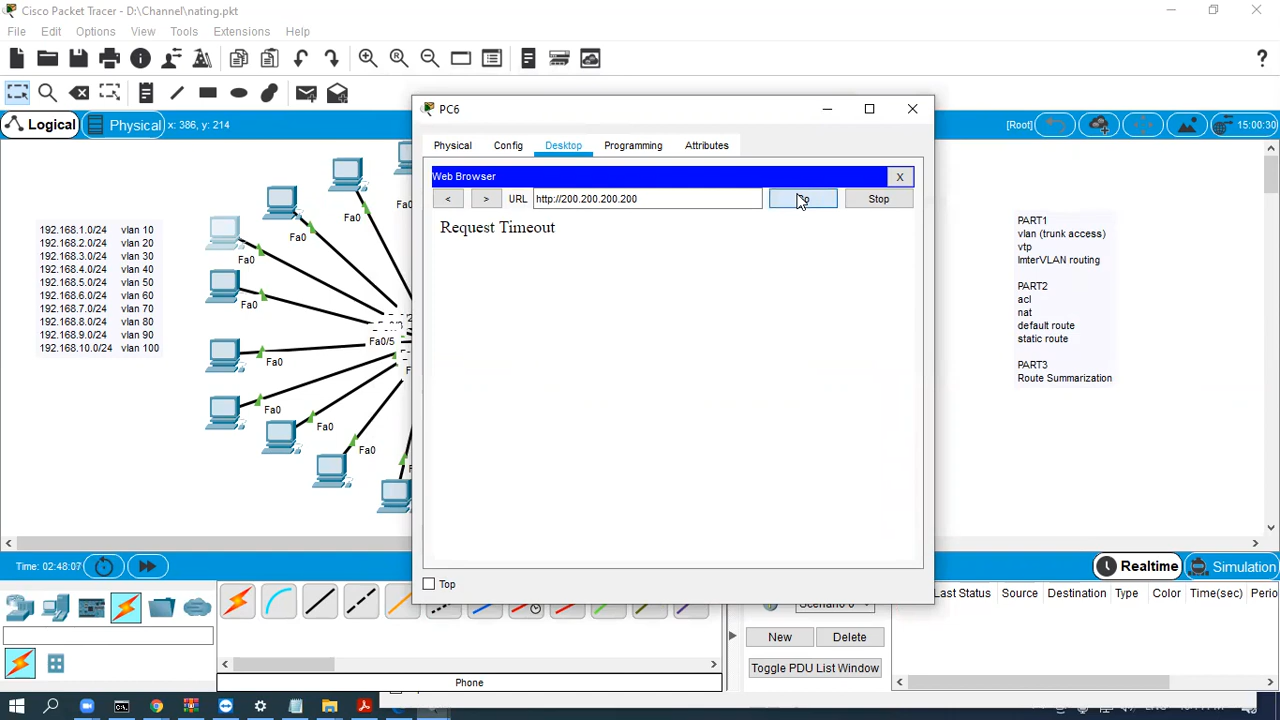 Cisco Packet Tracer - D:\Channel\nating.pkt
File Edit Options View Tools Extensions Help
Logical Physical x: 386, y: 214 [Root] 15:00:30
PC6
Physical Config Desktop Programming Attributes
Web Browser X
< > URL http://200.200.200.200 Stop
Request Timeout
192.168.1.0/24 vlan 10
192.168.2.0/24 vlan 20
192.168.3.0/24 vlan 30
192.168.4.0/24 vlan 40
192.168.5.0/24 vlan 50
192.168.6.0/24 vlan 60
192.168.7.0/24 vlan 70
192.168.8.0/24 vlan 80
192.168.9.0/24 vlan 90
192.168.10.0/24 vlan 100
Fa0
Fa0
Fa0
Fa0
Fa0
Fa0/5
Fa0
Fa0
Fa0
Fa0
PART1
vlan (trunk access)
vtp
ImterVLAN routing
PART2
acl
nat
default route
static route
PART3
Route Summarization
Top
Time: 02:48:07 Realtime Simulation
Last Status Source Destination Type Color Time(sec) Perio
New Delete
Toggle PDU List Window
Phone